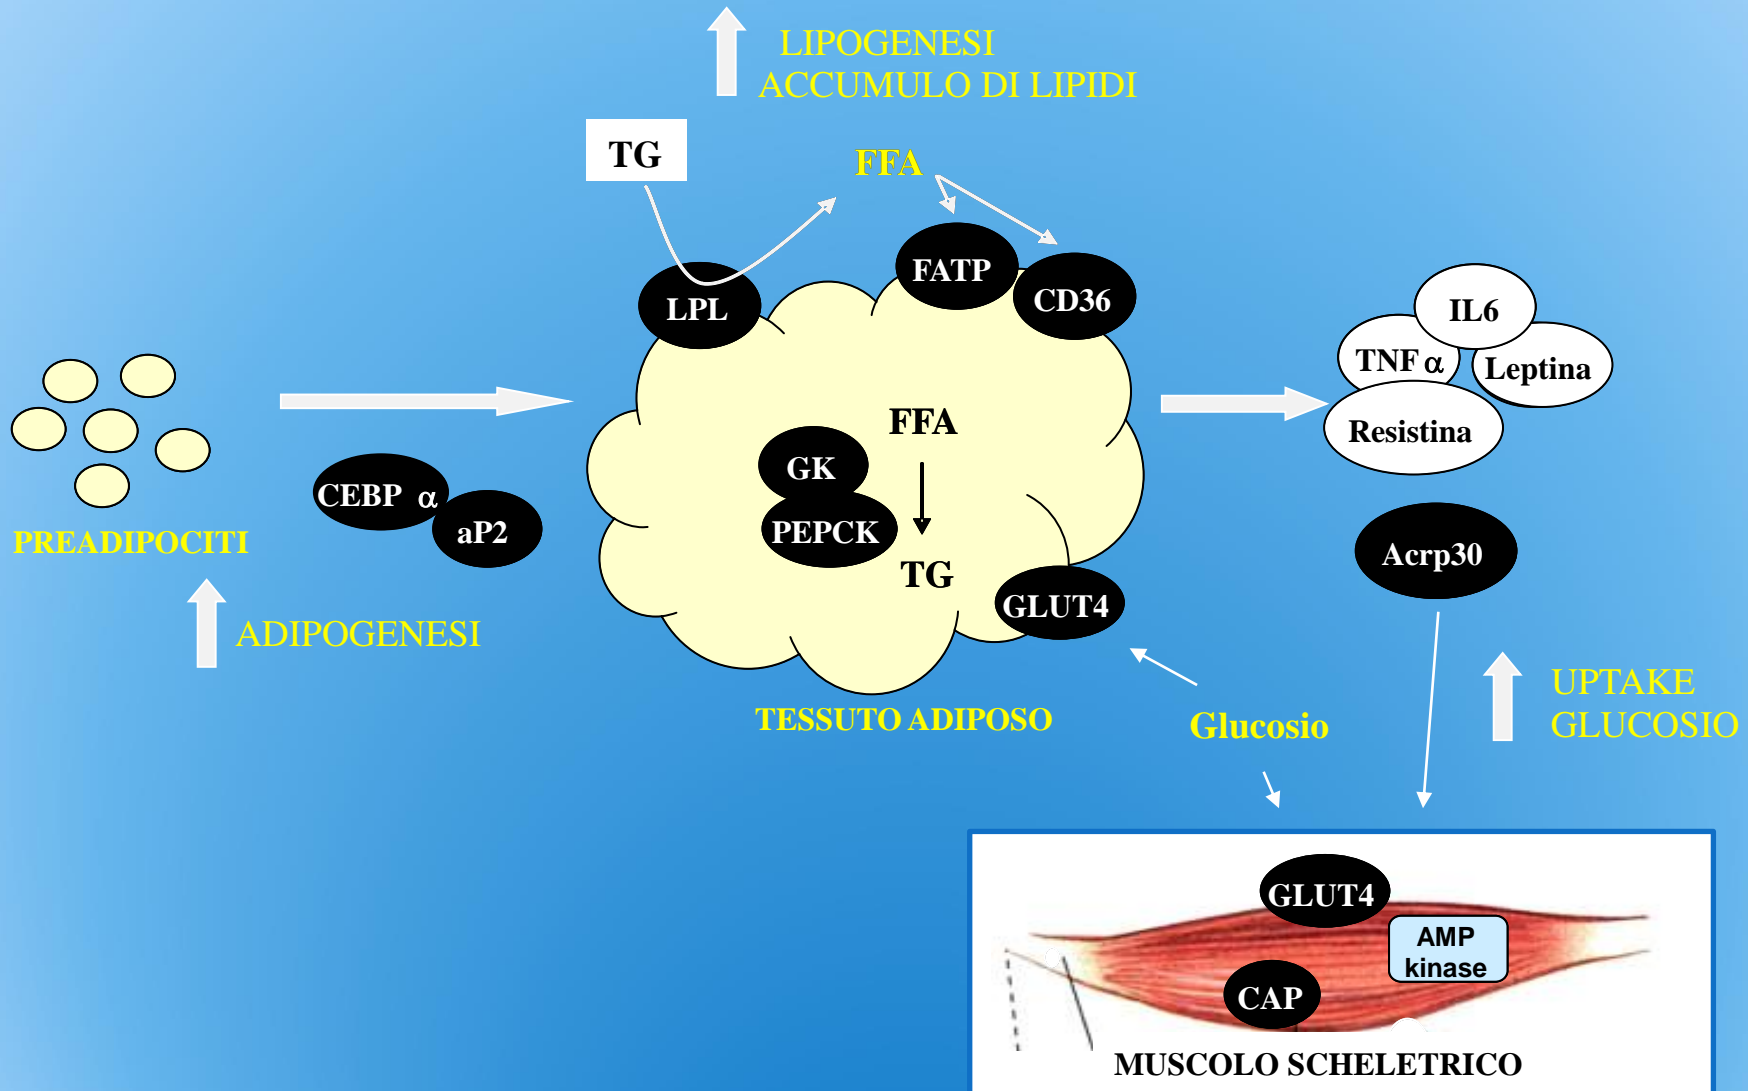 LIPOGENESI
ACCUMULO DI LIPIDI
TG
FFA
FATP
CD36
LPL
IL6
TNF α
Leptina
Resistina
FFA
GK
PEPCK
TG
CEBP α
aP2
PREADIPOCITI
ADIPOGENESI
Acrp30
GLUT4
TESSUTO ADIPOSO
Glucosio
UPTAKE
GLUCOSIO
GLUT4
AMP
kinase
CAP
MUSCOLO SCHELETRICO